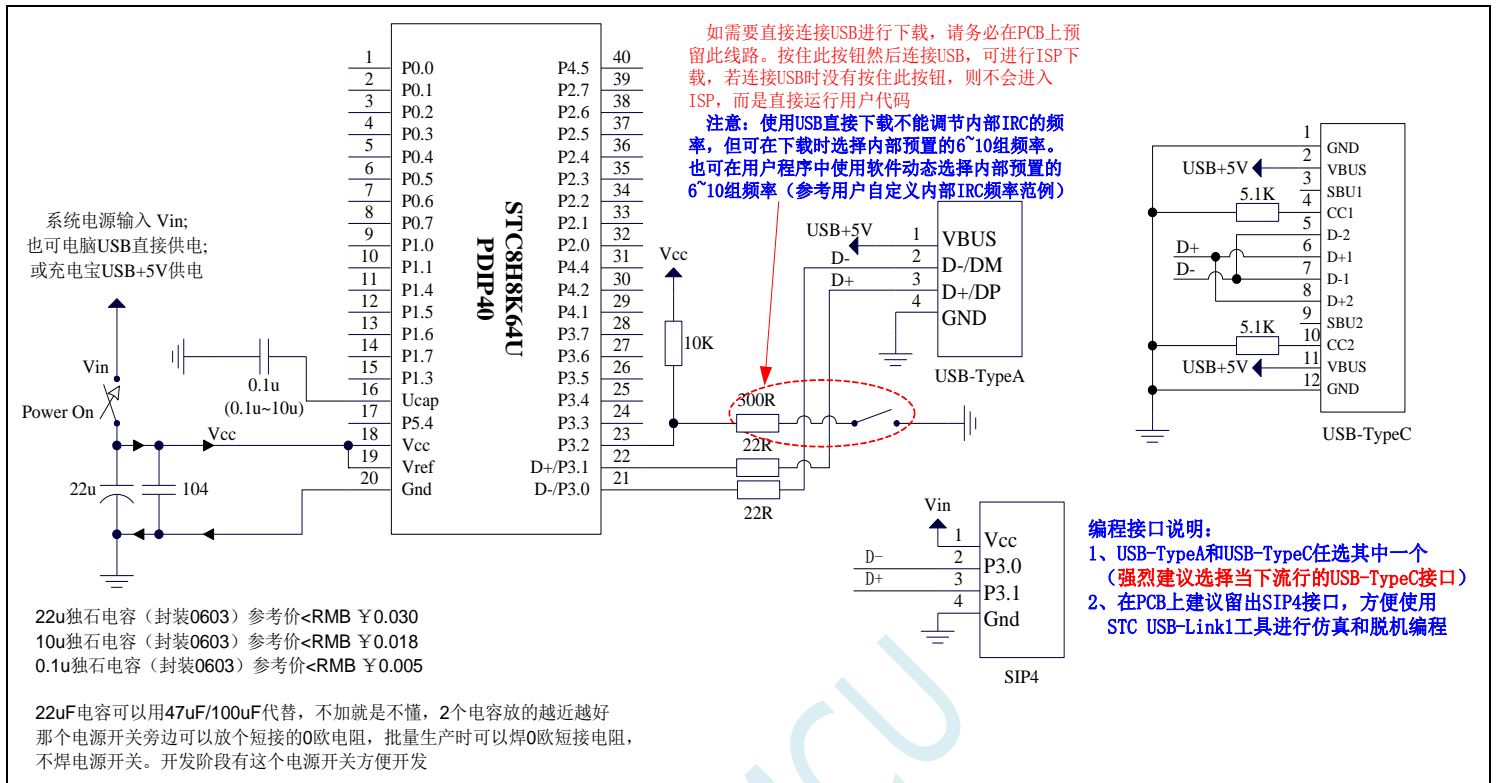 如需要直接连接USB进行下载，请务必在PCB上预
留此线路。按住此按钮然后连接USB，可进行ISP下
载，若连接USB时没有按住此按钮，则不会进入
ISP，而是直接运行用户代码
注意：使用USB直接下载不能调节内部IRC的频
率，但可在下载时选择内部预置的6~10组频率。
也可在用户程序中使用软件动态选择内部预置的
6~10组频率（参考用户自定义内部IRC频率范例）
系统电源输入 Vin;
也可电脑USB直接供电;
或充电宝USB+5V供电
Vin
Power On
Vcc
22u
104
0.1u
(0.1u~10u)
STC8H8K64U
PDIP40
1 P0.0
2 P0.1
3 P0.2
4 P0.3
5 P0.4
6 P0.5
7 P0.6
8 P0.7
9 P1.0
10 P1.1
11 P1.4
12 P1.5
13 P1.6
14 P1.7
15 P1.3
16 Ucap
17 P5.4
18 Vcc
19 Vref
20 Gnd
P4.5 40
P2.7 39
P2.6 38
P2.5 37
P2.4 36
P2.3 35
P2.2 34
P2.1 33
P2.0 32
P4.4 31
P4.2 30
P4.1 29
P3.7 28
P3.6 27
P3.5 26
P3.4 25
P3.3 24
P3.2 23
D+/P3.1 22
D-/P3.0 21
Vcc
10K
300R
22R
22R
USB+5V
D-
D+
1 VBUS
2 D-/DM
3 D+/DP
4 GND
USB-TypeA
Vin
D-
D+
1 Vcc
2 P3.0
3 P3.1
4 Gnd
SIP4
USB+5V
5.1K
D+
D-
5.1K
USB+5V
1 GND
2 VBUS
3 SBU1
4 CC1
5 D-2
6 D+1
7 D-1
8 D+2
9 SBU2
10 CC2
11 VBUS
12 GND
USB-TypeC
编程接口说明：
1、USB-TypeA和USB-TypeC任选其中一个
（强烈建议选择当下流行的USB-TypeC接口）
2、在PCB上建议留出SIP4接口，方便使用
STC USB-Link1工具进行仿真和脱机编程
22u独石电容（封装0603）参考价<RMB ￥0.030
10u独石电容（封装0603）参考价<RMB ￥0.018
0.1u独石电容（封装0603）参考价<RMB ￥0.005
22uF电容可以用47uF/100uF代替，不加就是不懂，2个电容放的越近越好
那个电源开关旁边可以放个短接的0欧电阻，批量生产时可以焊0欧短接电阻，
不焊电源开关。开发阶段有这个电源开关方便开发
MCU